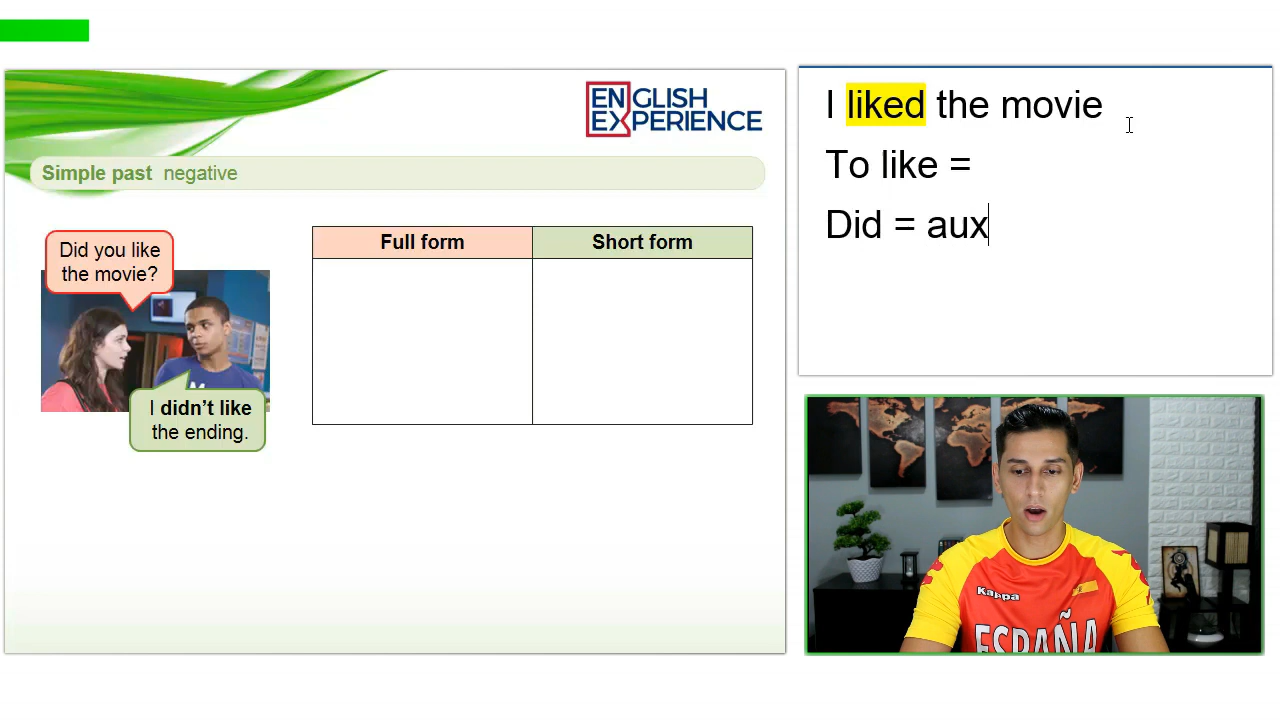 ENGLISH
EXPERIENCE
Simple past negative
Did you like
the movie?
I didn't like
the ending.
Full form
Short form
I liked the movie
To like =
Did = aux
Kappa
ESPAÑA